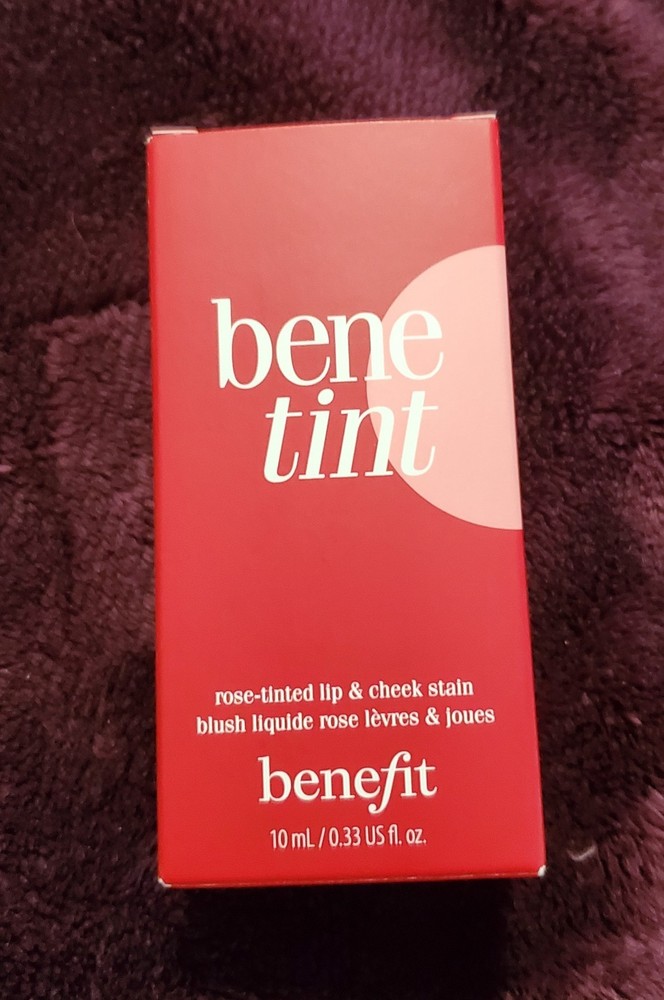 bene
tint
rose-tinted lip & cheek stain
blush liquide rose lèvres & joues
benefit
10 mL / 0.33 US fl. oz.